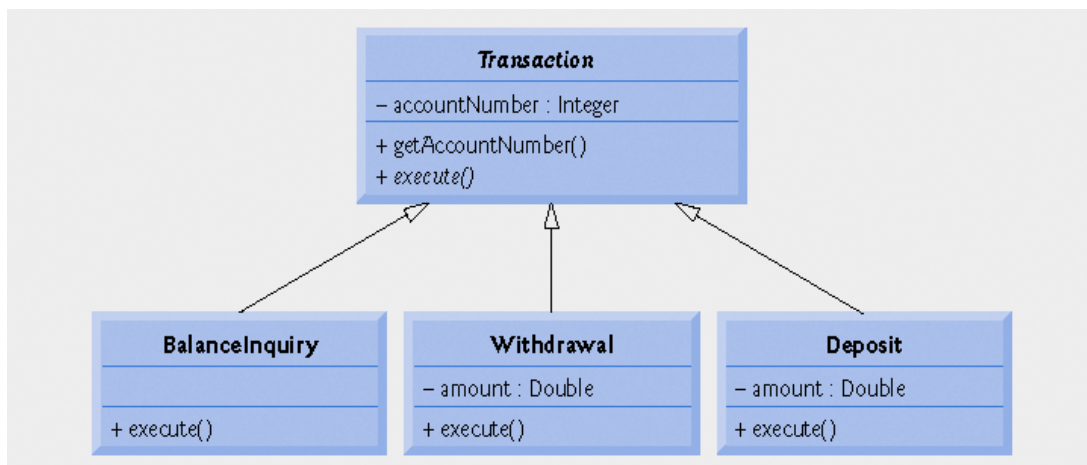 Transaction
– accountNumber : Integer
+ getAccountNumber()
+ execute()
BalanceInquiry
+ execute()
Withdrawal
– amount : Double
+ execute()
Deposit
– amount : Double
+ execute()